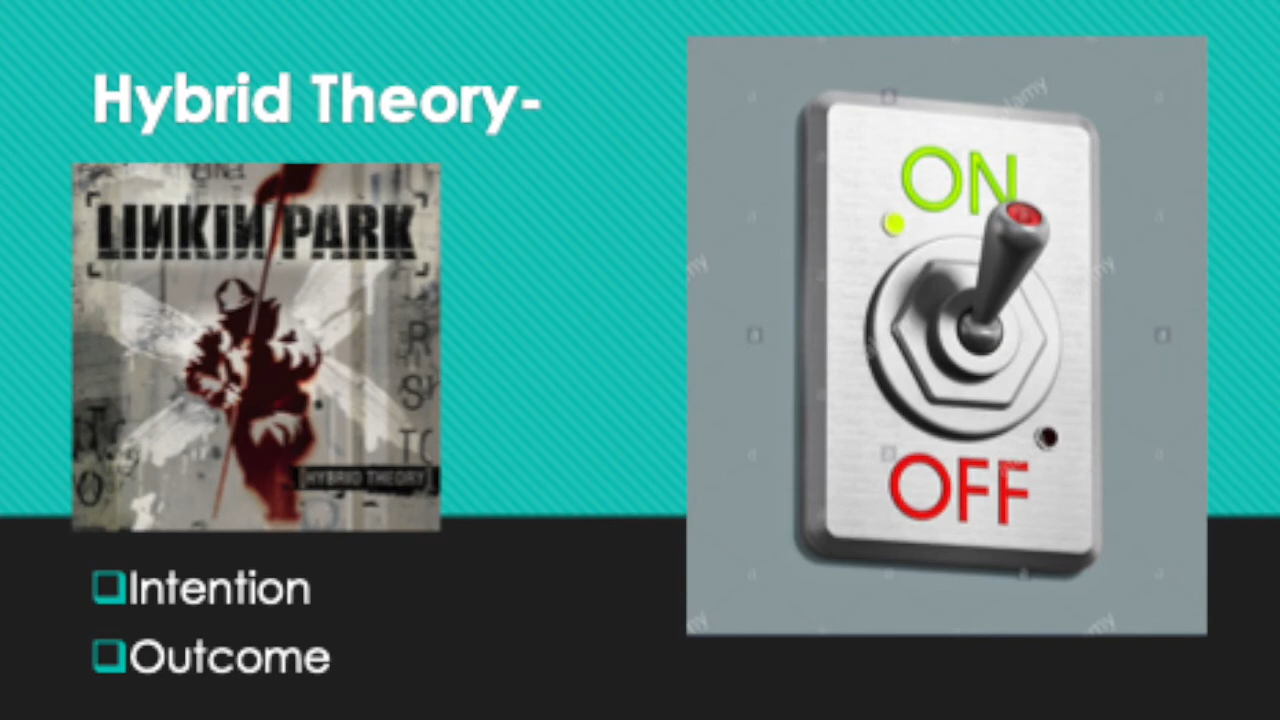 Hybrid Theory-
LINKIN PARK
HYBRID THEORY
Intention
Outcome
ON
OFF